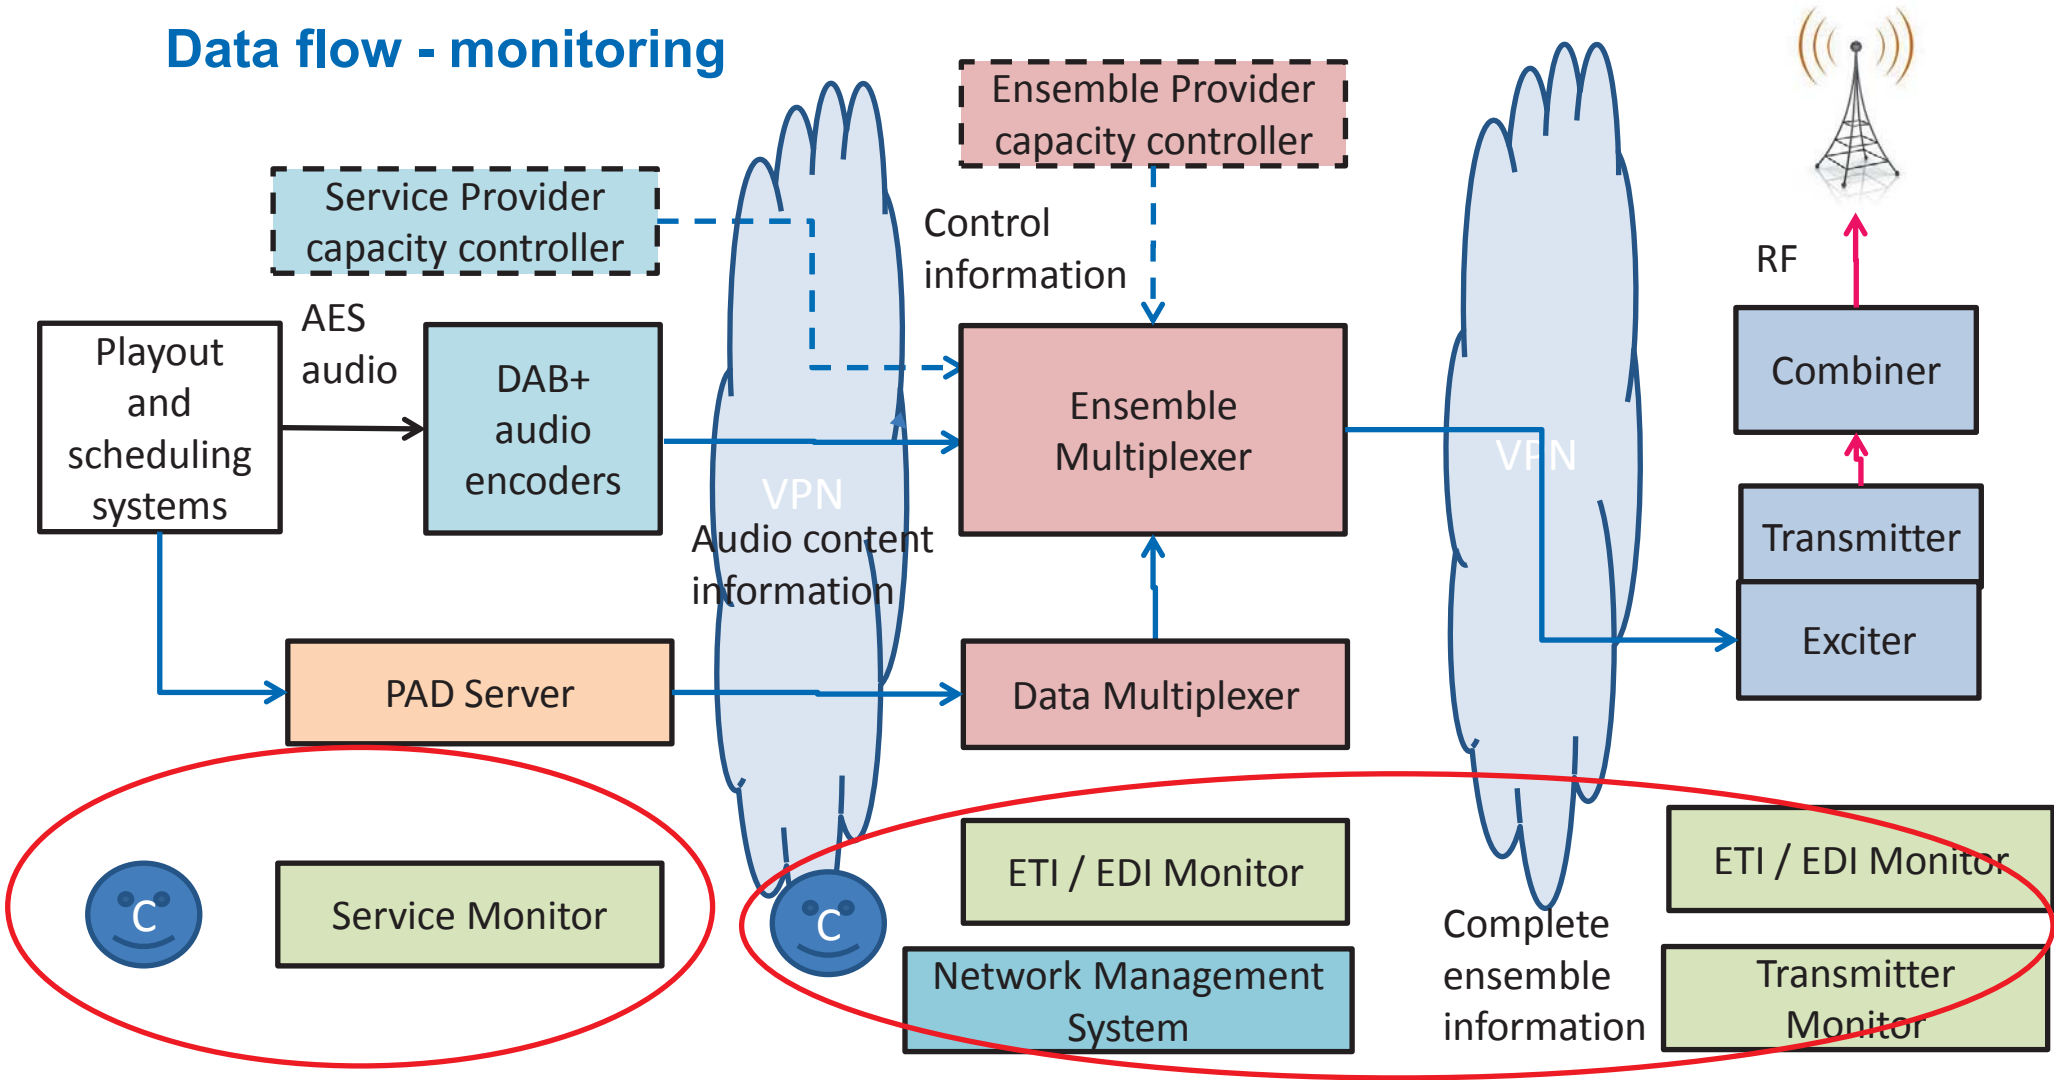 Data flow - monitoring
Ensemble Provider
capacity controller
Service Provider
capacity controller
Control
information
RF
AES
audio
Playout
and
scheduling
systems
DAB+
audio
encoders
VPN
Audio content
information
Ensemble
Multiplexer
VPN
Combiner
Transmitter
Exciter
PAD Server
Data Multiplexer
C
Service Monitor
C
ETI / EDI Monitor
Network Management
System
Complete
ensemble
information
ETI / EDI Monitor
Transmitter
Monitor